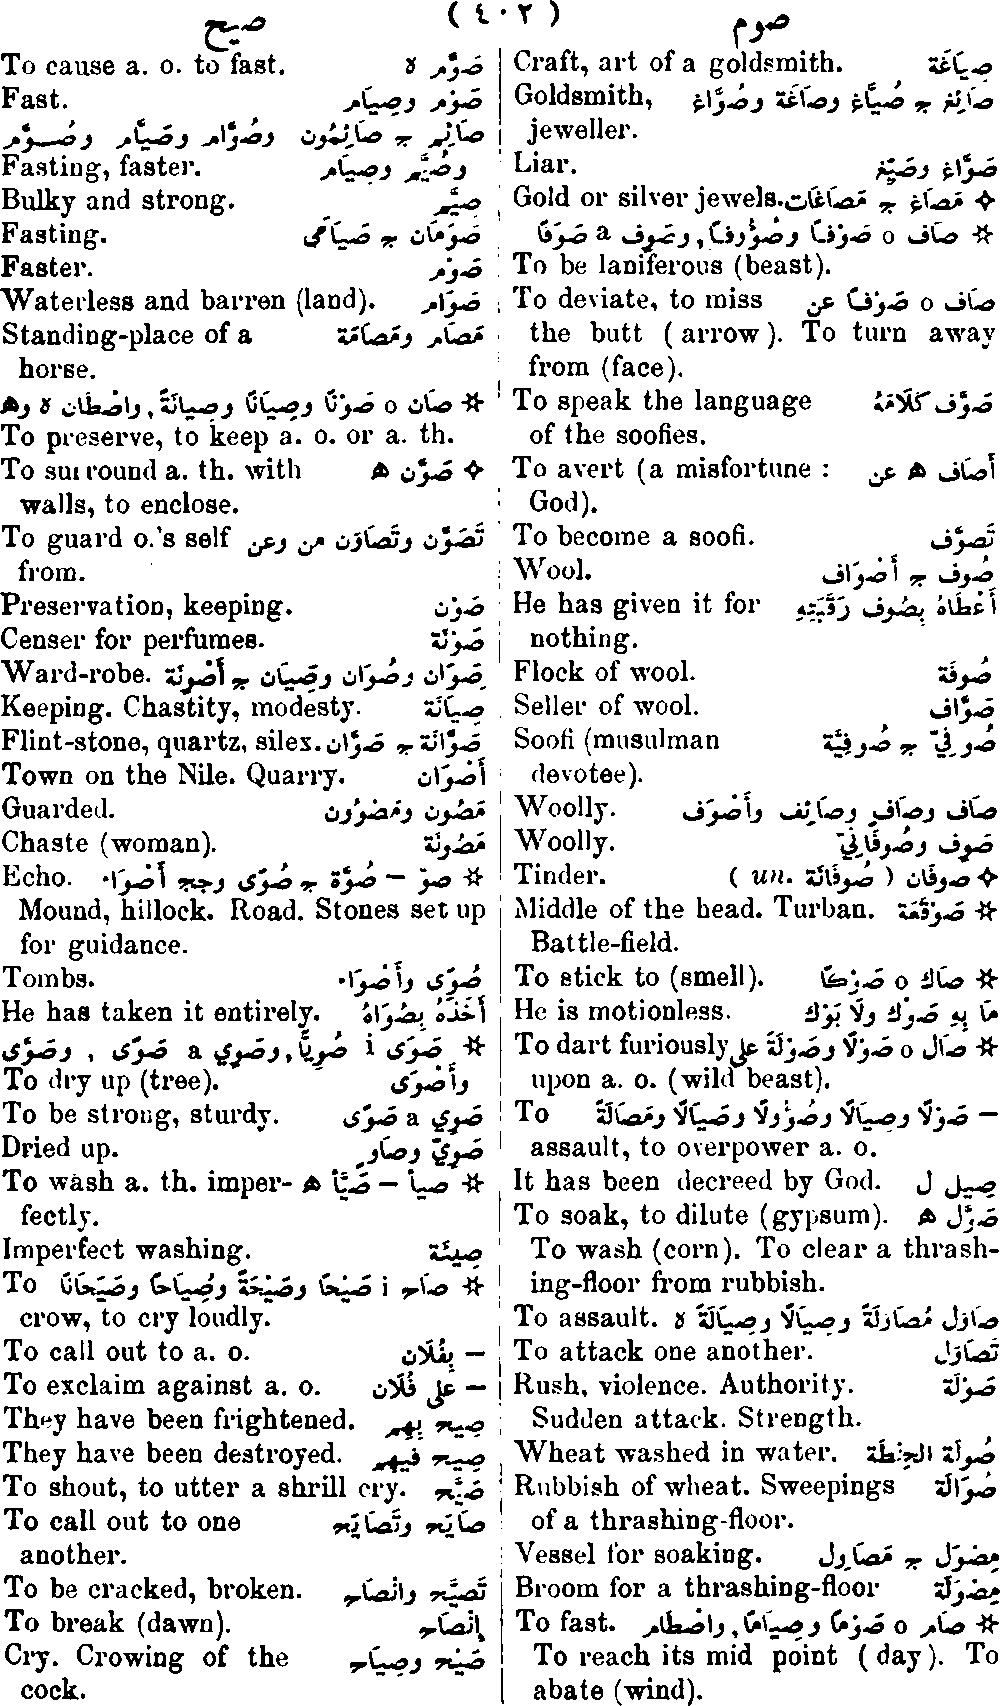 صيح ( ٤٠٢ ) صوم
Craft, art of a goldsmith. صِيَاغَة
Goldsmith, صَائِغ ج صُيَّاغ وصَاغَة وصُوَّاغ
jeweller.
Liar. صَوَّاغ وصَيِّغ
Gold or silver jewels. ✧ مَصَاغ ج مَصَاغَات
☆ صَاف o صَوْفًا وصُؤُوفًا, وصَوِف a صَوَفًا
To be laniferous (beast).
To deviate, to miss صَاف o صَوْفًا عن
the butt (arrow). To turn away
from (face).
To speak the language صَوَّف كَلَامَهُ
of the soofies.
To avert (a misfortune : أَصَاف ه عن
God).
To become a soofi. تَصَوَّف
Wool. صُوف ج أَصْوَاف
He has given it for أَعْطَاهُ بِصُوف رَقَبَتِهِ
nothing.
Flock of wool. صُوفَة
Seller of wool. صَوَّاف
Soofi (musulman صُوفِيّ ج صُوفِيَّة
devotee).
Woolly. صَاف وصَافٍ وصَائِف وأَصْوَف
Woolly. صَوِف وصُوفَانِيّ
Tinder. ✧ صُوفَان ( un. صُوفَانَة )
Middle of the head. Turban. ☆ صَوْقَعَة
Battle-field.
To stick to (smell). ☆ صَاك o صَوْكًا
He is motionless. مَا بِهِ صَوْك ولَا بَوْك
To dart furiously ☆ صَال o صَوْلًا وصَوْلَةً على
upon a. o. (wild beast).
To — صَوْلًا وصِيَالًا وصُؤُولًا وصَيَالًا ومَصَالَةً
assault, to overpower a. o.
It has been decreed by God. صِيل ل
To soak, to dilute (gypsum). صَوَّل ه
To wash (corn). To clear a thrash-
ing-floor from rubbish.
To assault. صَاوَل مُصَاوَلَةً وصِيَالًا وصِيَالَةً ه
To attack one another. تَصَاوَل
Rush, violence. Authority. صَوْلَة
Sudden attack. Strength.
Wheat washed in water. صُولَة الحِنْطَة
Rubbish of wheat. Sweepings صُوَالَة
of a thrashing-floor.
Vessel for soaking. مِصْوَل ج مَصَاوِل
Broom for a thrashing-floor مِصْوَلَة
To fast. ☆ صَام o صَوْمًا وصِيَامًا, واصْطَام
To reach its mid point (day). To
abate (wind).
To cause a. o. to fast. صَوَّم ه
Fast. صَوْم وصِيَام
صَائِم ج صَائِمُون وصُوَّام وصَيَّام وصُوَّم
Fasting, faster. وصُيَّم وصِيَام
Bulky and strong. صَيِّم
Fasting. صَوْمَان ج صَيَامَى
Faster. صَوْم
Waterless and barren (land). صَوَام
Standing-place of a مَصَام ومَصَامَة
horse.
☆ صَان o صَوْنًا وصِيَانًا وصِيَانَةً, واصْطَان ه وه
To preserve, to keep a. o. or a. th.
To surround a. th. with ✧ صَوَّن ه
walls, to enclose.
To guard o.'s self تَصَوَّن وتَصَاوَن من وعن
from.
Preservation, keeping. صَوْن
Censer for perfumes. صَوْنَة
Ward-robe. صِوَان وصُوَان وصِيَان ج أَصْوِنَة
Keeping. Chastity, modesty. صِيَانَة
Flint-stone, quartz, silex. صَوَّانَة ج صَوَّان
Town on the Nile. Quarry. أَصْوَان
Guarded. مَصُون ومَصْوُون
Chaste (woman). مَصُونَة
Echo. ☆ صو — صُوَّة ج صُوًى وجج أَصْوَاء
Mound, hillock. Road. Stones set up
for guidance.
Tombs. صُوًى وأَصْوَاء
He has taken it entirely. أَخَذَهُ بِصُوَاهُ
☆ صَوَى i صُوِيًّا, وصَوِي a صَوًى, وصَوَّى
To dry up (tree). وأَصْوَى
To be strong, sturdy. صَوِي a صَوًى
Dried up. صَوِيّ وصَاوٍ
To wash a. th. imper- ☆ صيأ — صَيَّأ ه
fectly.
Imperfect washing. صِيئَة
To ☆ صَاح i صَيْحًا وصَيْحَةً وصُيَاحًا وصَيَحَانًا
crow, to cry loudly.
To call out to a. o. — بِفُلَان
To exclaim against a. o. — على فُلَان
They have been frightened. صِيح بِهِم
They have been destroyed. صِيح فِيهِم
To shout, to utter a shrill cry. صَيَّح
To call out to one صَايَح وتَصَايَح
another.
To be cracked, broken. تَصَيَّح وانْصَاح
To break (dawn). إِنْصَاح
Cry. Crowing of the صَيْح وصِيَاح
cock.